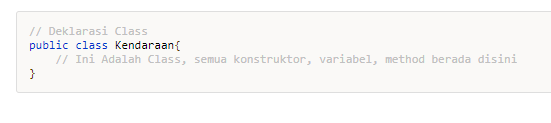 // Deklarasi Class
public class Kendaraan{
    // Ini Adalah Class, semua konstruktor, variabel, method berada disini
}